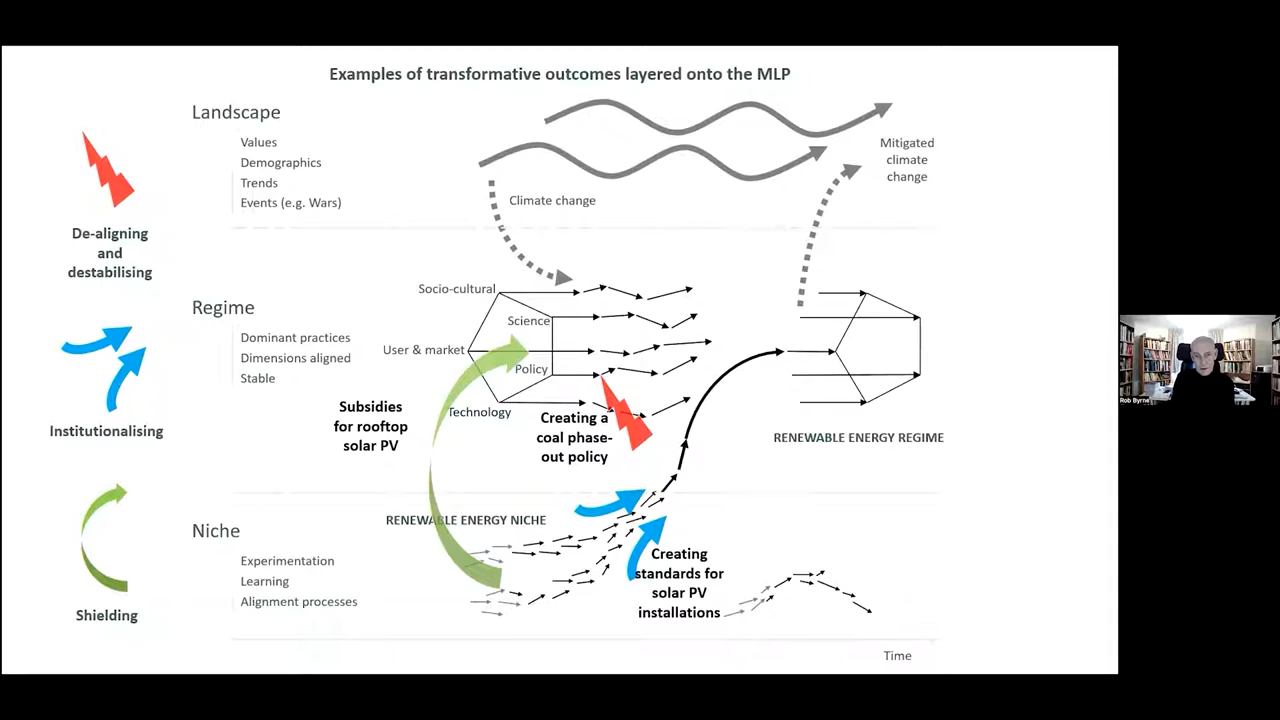 Examples of transformative outcomes layered onto the MLP
Landscape
Values
Demographics
Trends
Events (e.g. Wars)
Climate change
Mitigated
climate
change
De-aligning
and
destabilising
Regime
Dominant practices
Dimensions aligned
Stable
Socio-cultural
Science
User & market
Policy
Technology
Subsidies
for rooftop
solar PV
Creating a
coal phase-
out policy
RENEWABLE ENERGY REGIME
Institutionalising
Niche
Experimentation
Learning
Alignment processes
RENEWABLE ENERGY NICHE
Creating
standards for
solar PV
installations
Shielding
Time
Rob Byrne